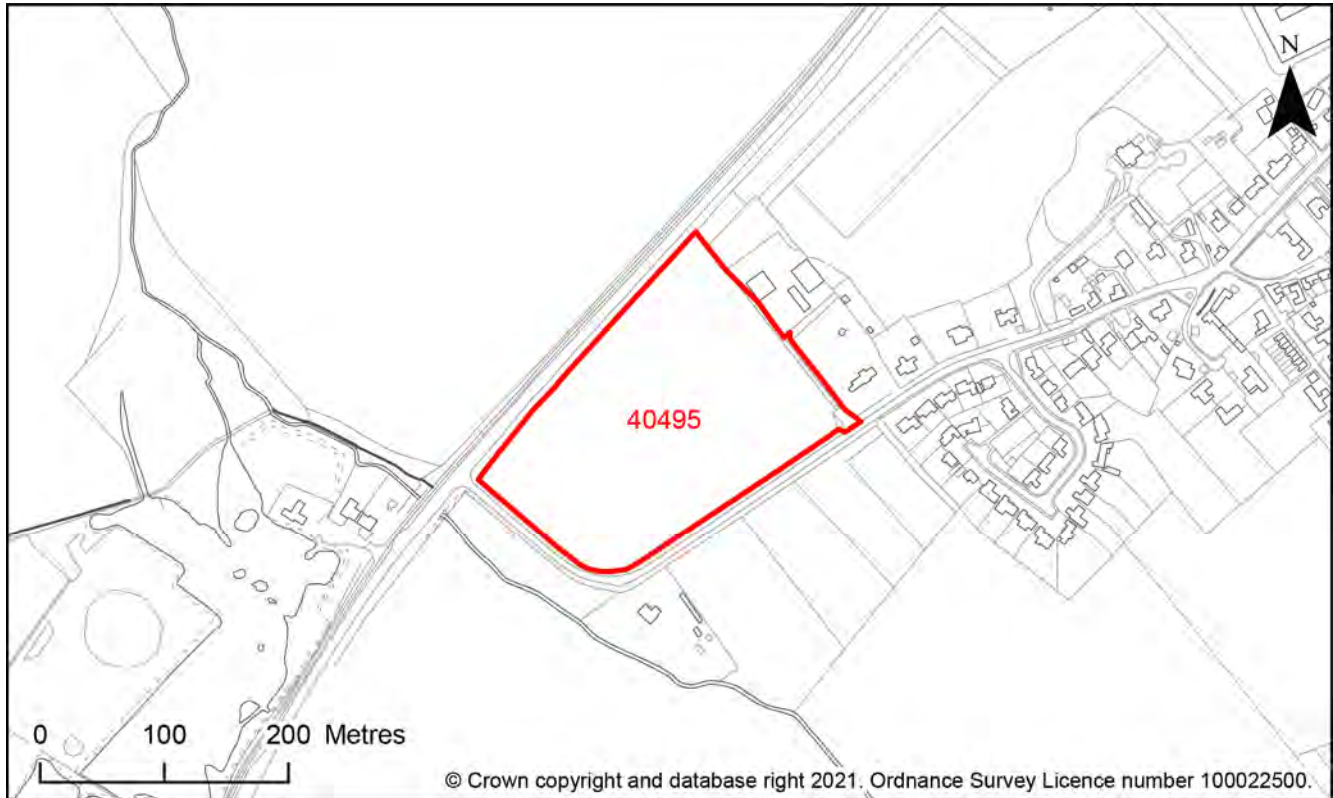 N
40495
0 100 200 Metres
© Crown copyright and database right 2021. Ordnance Survey Licence number 100022500.